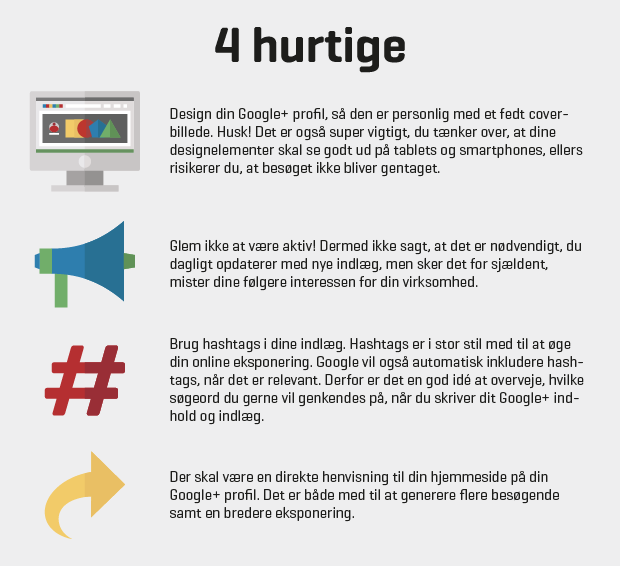 4 hurtige
Design din Google+ profil, så den er personlig med et fedt cover-
billede. Husk! Det er også super vigtigt, du tænker over, at dine
designelementer skal se godt ud på tablets og smartphones, ellers
risikerer du, at besøget ikke bliver gentaget.
Glem ikke at være aktiv! Dermed ikke sagt, at det er nødvendigt, du
dagligt opdaterer med nye indlæg, men sker det for sjældent,
mister dine følgere interessen for din virksomhed.
Brug hashtags i dine indlæg. Hashtags er i stor stil med til at øge
din online eksponering. Google vil også automatisk inkludere hash-
tags, når det er relevant. Derfor er det en god idé at overveje, hvilke
søgeord du gerne vil genkendes på, når du skriver dit Google+ ind-
hold og indlæg.
Der skal være en direkte henvisning til din hjemmeside på din
Google+ profil. Det er både med til at generere flere besøgende
samt en bredere eksponering.